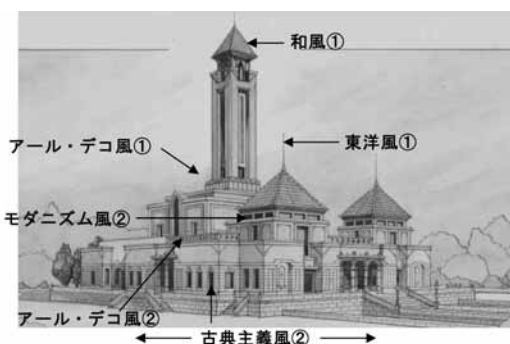 和風①
アール・デコ風①
東洋風①
モダニズム風②
アール・デコ風②
古典主義風②